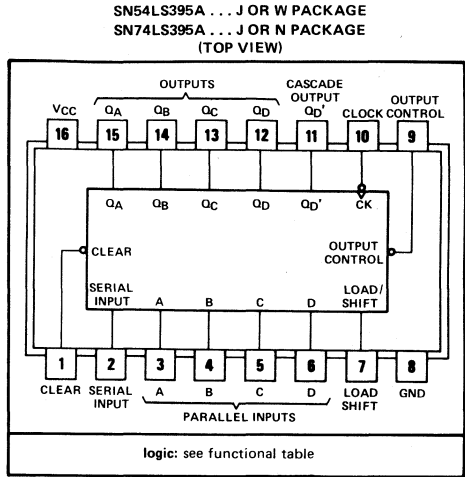 SN54LS395A . . . J OR W PACKAGE
SN74LS395A . . . J OR N PACKAGE
(TOP VIEW)
OUTPUTS
CASCADE
OUTPUT
OUTPUT
CONTROL
VCC QA QB QC QD QD' CLOCK
16 15 14 13 12 11 10 9
QA QB QC QD QD' CK
CLEAR
OUTPUT
CONTROL
SERIAL
INPUT A B C D LOAD/
SHIFT
1 2 3 4 5 6 7 8
CLEAR SERIAL
INPUT A B C D LOAD
SHIFT GND
PARALLEL INPUTS
logic: see functional table